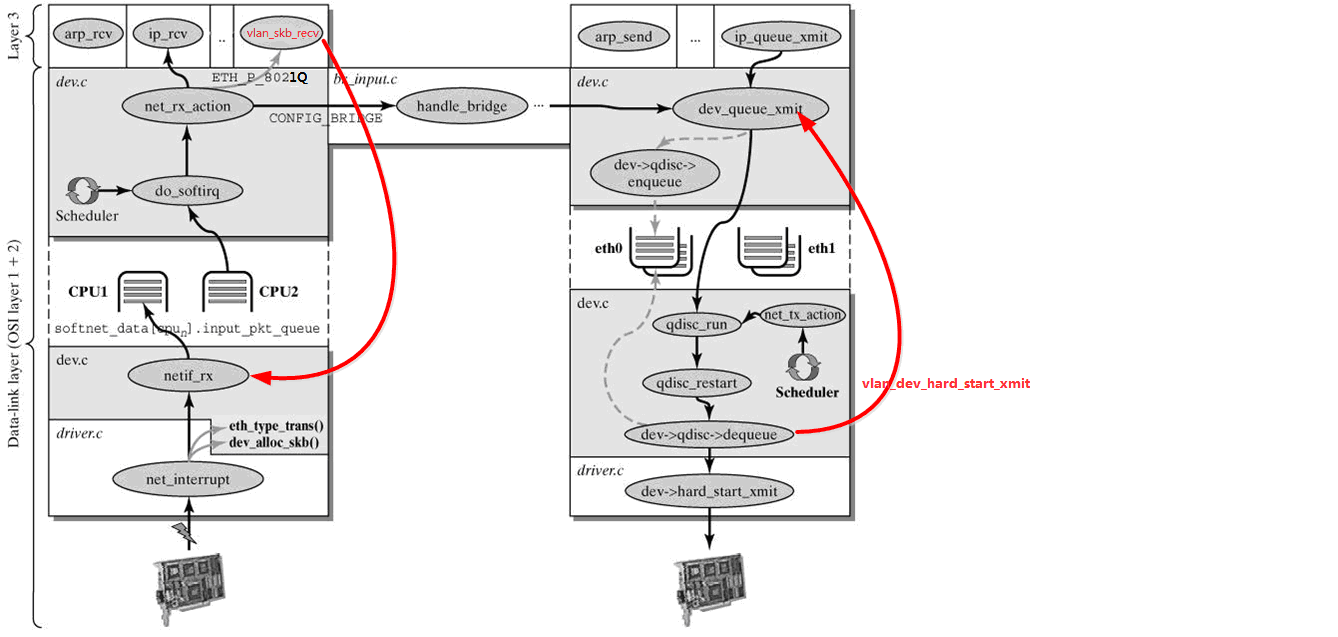 Layer 3
arp_rcv
ip_rcv
..
vlan_skb_recv
arp_send
...
ip_queue_xmit
ETH_P_8021Q
dev.c
br_input.c
dev.c
net_rx_action
handle_bridge
...
dev_queue_xmit
CONFIG_BRIDGE
dev->qdisc->
enqueue
do_softirq
Scheduler
Data-link layer (OSI layer 1 + 2)
eth0
eth1
CPU1
CPU2
softnet_data[cpun].input_pkt_queue
dev.c
net_tx_action
qdisc_run
dev.c
netif_rx
qdisc_restart
Scheduler
vlan_dev_hard_start_xmit
driver.c
eth_type_trans()
dev_alloc_skb()
dev->qdisc->dequeue
net_interrupt
driver.c
dev->hard_start_xmit